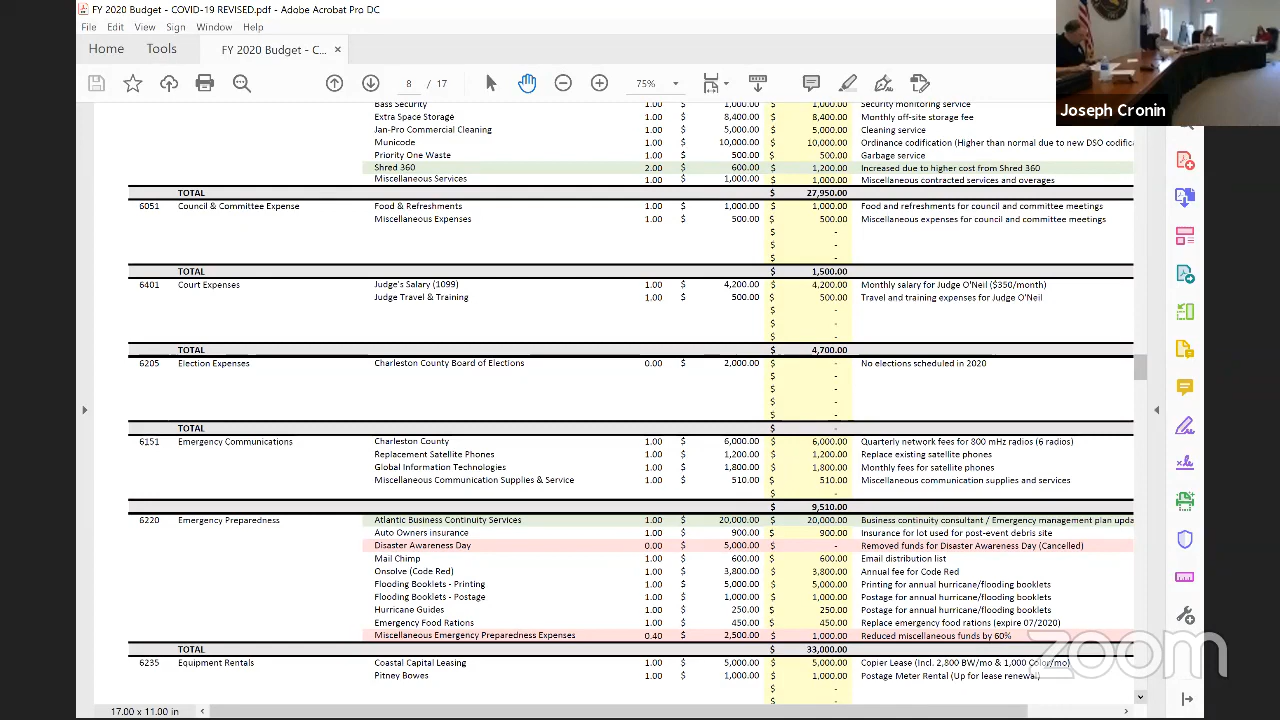 FY 2020 Budget - COVID-19 REVISED.pdf - Adobe Acrobat Pro DC
File Edit View Sign Window Help
Home Tools FY 2020 Budget - C... ×
8 / 17 75%
Joseph Cronin
Bass Security 1.00 $ 1,000.00 $ 1,000.00 Security monitoring service
Extra Space Storage 1.00 $ 8,400.00 $ 8,400.00 Monthly off-site storage fee
Jan-Pro Commercial Cleaning 1.00 $ 5,000.00 $ 5,000.00 Cleaning service
Municode 1.00 $ 10,000.00 $ 10,000.00 Ordinance codification (Higher than normal due to new DSO codifica
Priority One Waste 1.00 $ 500.00 $ 500.00 Garbage service
Shred 360 2.00 $ 600.00 $ 1,200.00 Increased due to higher cost from Shred 360
Miscellaneous Services 1.00 $ 1,000.00 $ 1,000.00 Miscellaneous contracted services and overages
TOTAL $ 27,950.00
6051 Council & Committee Expense Food & Refreshments 1.00 $ 1,000.00 $ 1,000.00 Food and refreshments for council and committee meetings
Miscellaneous Expenses 1.00 $ 500.00 $ 500.00 Miscellaneous expenses for council and committee meetings
$ -
$ -
$ -
TOTAL $ 1,500.00
6401 Court Expenses Judge's Salary (1099) 1.00 $ 4,200.00 $ 4,200.00 Monthly salary for Judge O'Neil ($350/month)
Judge Travel & Training 1.00 $ 500.00 $ 500.00 Travel and training expenses for Judge O'Neil
$ -
$ -
$ -
TOTAL $ 4,700.00
6205 Election Expenses Charleston County Board of Elections 0.00 $ 2,000.00 $ - No elections scheduled in 2020
$ -
$ -
$ -
$ -
TOTAL $ -
6151 Emergency Communications Charleston County 1.00 $ 6,000.00 $ 6,000.00 Quarterly network fees for 800 mHz radios (6 radios)
Replacement Satellite Phones 1.00 $ 1,200.00 $ 1,200.00 Replace existing satellite phones
Global Information Technologies 1.00 $ 1,800.00 $ 1,800.00 Monthly fees for satellite phones
Miscellaneous Communication Supplies & Service 1.00 $ 510.00 $ 510.00 Miscellaneous communication supplies and services
$ -
TOTAL $ 9,510.00
6220 Emergency Preparedness Atlantic Business Continuity Services 1.00 $ 20,000.00 $ 20,000.00 Business continuity consultant / Emergency management plan upda
Auto Owners insurance 1.00 $ 900.00 $ 900.00 Insurance for lot used for post-event debris site
Disaster Awareness Day 0.00 $ 5,000.00 $ - Removed funds for Disaster Awareness Day (Cancelled)
Mail Chimp 1.00 $ 600.00 $ 600.00 Email distribution list
Onsolve (Code Red) 1.00 $ 3,800.00 $ 3,800.00 Annual fee for Code Red
Flooding Booklets - Printing 1.00 $ 5,000.00 $ 5,000.00 Printing for annual hurricane/flooding booklets
Flooding Booklets - Postage 1.00 $ 1,000.00 $ 1,000.00 Postage for annual hurricane/flooding booklets
Hurricane Guides 1.00 $ 250.00 $ 250.00 Postage for annual hurricane/flooding booklets
Emergency Food Rations 1.00 $ 450.00 $ 450.00 Replace emergency food rations (expire 07/2020)
Miscellaneous Emergency Preparedness Expenses 0.40 $ 2,500.00 $ 1,000.00 Reduced miscellaneous funds by 60%
TOTAL $ 33,000.00
6235 Equipment Rentals Coastal Capital Leasing 1.00 $ 5,000.00 $ 5,000.00 Copier Lease (Incl. 2,800 BW/mo & 1,000 Color/mo)
Pitney Bowes 1.00 $ 1,000.00 $ 1,000.00 Postage Meter Rental (Up for lease renewal)
$ -
$ -
zoom
17.00 x 11.00 in